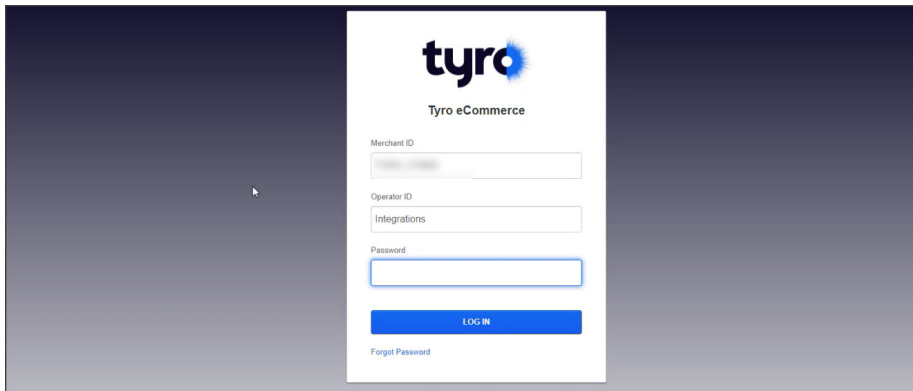 tyro
Tyro eCommerce
Merchant ID
Operator ID
Integrations
Password
LOG IN
Forgot Password